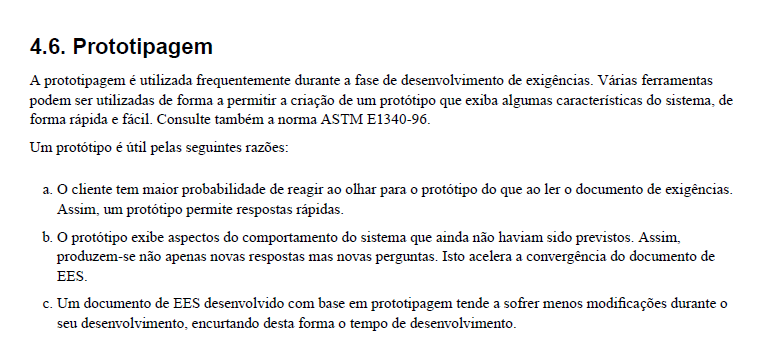 4.6. Prototipagem
A prototipagem é utilizada frequentemente durante a fase de desenvolvimento de exigências. Várias ferramentas
podem ser utilizadas de forma a permitir a criação de um protótipo que exiba algumas características do sistema, de
forma rápida e fácil. Consulte também a norma ASTM E1340-96.
Um protótipo é útil pelas seguintes razões:
a. O cliente tem maior probabilidade de reagir ao olhar para o protótipo do que ao ler o documento de exigências.
Assim, um protótipo permite respostas rápidas.
b. O protótipo exibe aspectos do comportamento do sistema que ainda não haviam sido previstos. Assim,
produzem-se não apenas novas respostas mas novas perguntas. Isto acelera a convergência do documento de
EES.
c. Um documento de EES desenvolvido com base em prototipagem tende a sofrer menos modificações durante o
seu desenvolvimento, encurtando desta forma o tempo de desenvolvimento.